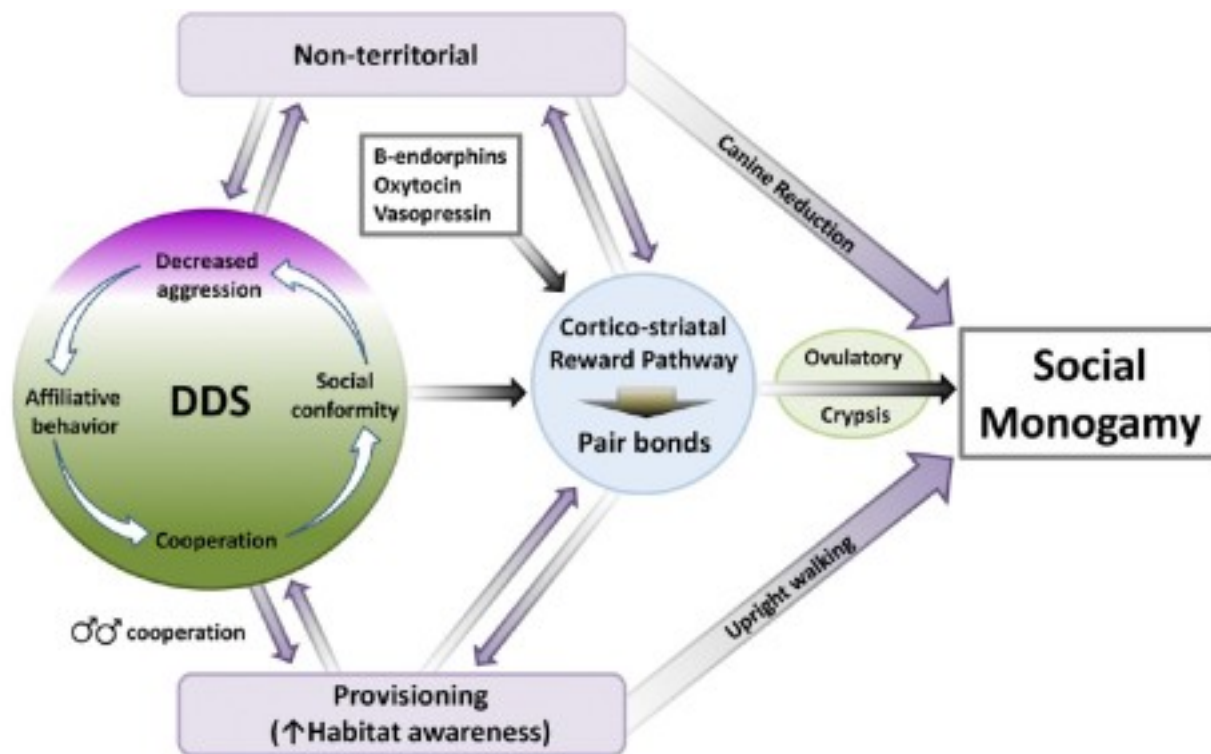 Non-territorial
B-endorphins
Oxytocin
Vasopressin
Canine Reduction
Decreased
aggression
Affiliative
behavior
DDS
Social
conformity
Cooperation
Cortico-striatal
Reward Pathway
Pair bonds
Ovulatory
Crypsis
Social
Monogamy
Upright walking
♂♂ cooperation
Provisioning
(↑Habitat awareness)